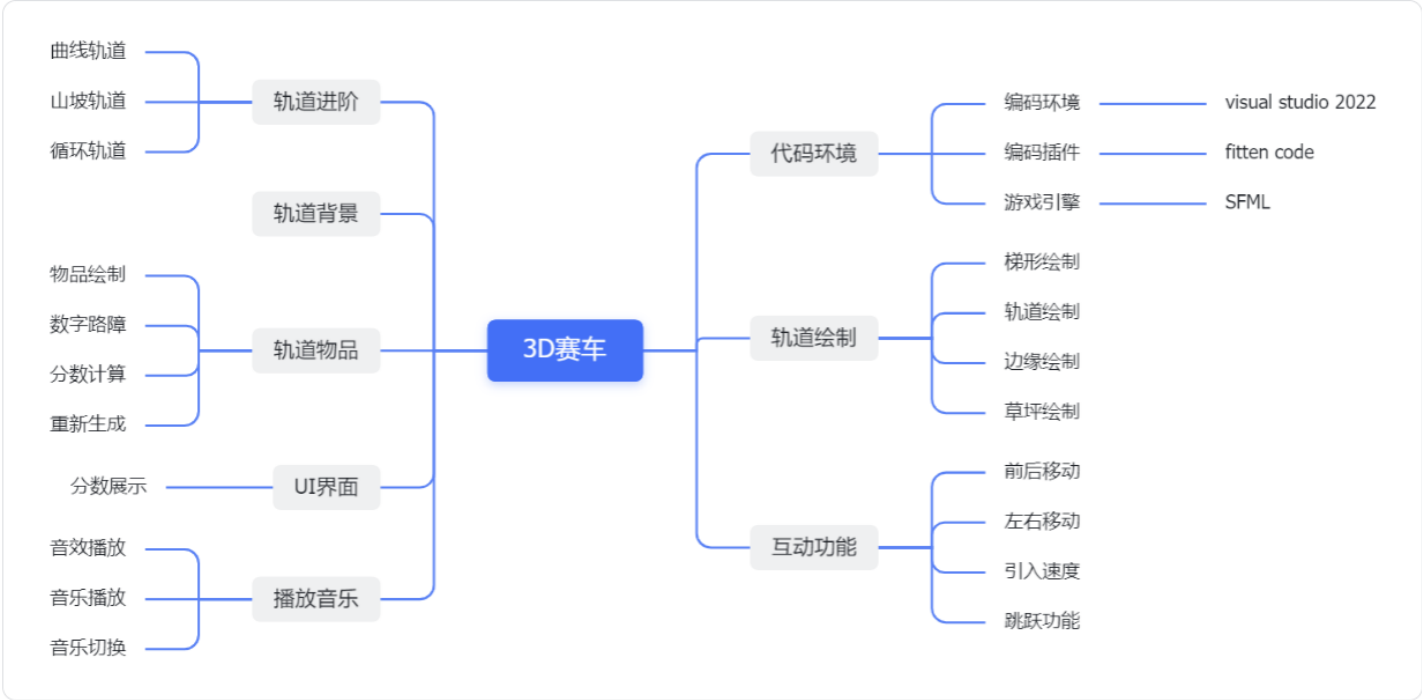 3D赛车
代码环境
编码环境
visual studio 2022
编码插件
fitten code
游戏引擎
SFML
轨道绘制
梯形绘制
轨道绘制
边缘绘制
草坪绘制
互动功能
前后移动
左右移动
引入速度
跳跃功能
轨道进阶
曲线轨道
山坡轨道
循环轨道
轨道背景
轨道物品
物品绘制
数字路障
分数计算
重新生成
UI界面
分数展示
播放音乐
音效播放
音乐播放
音乐切换